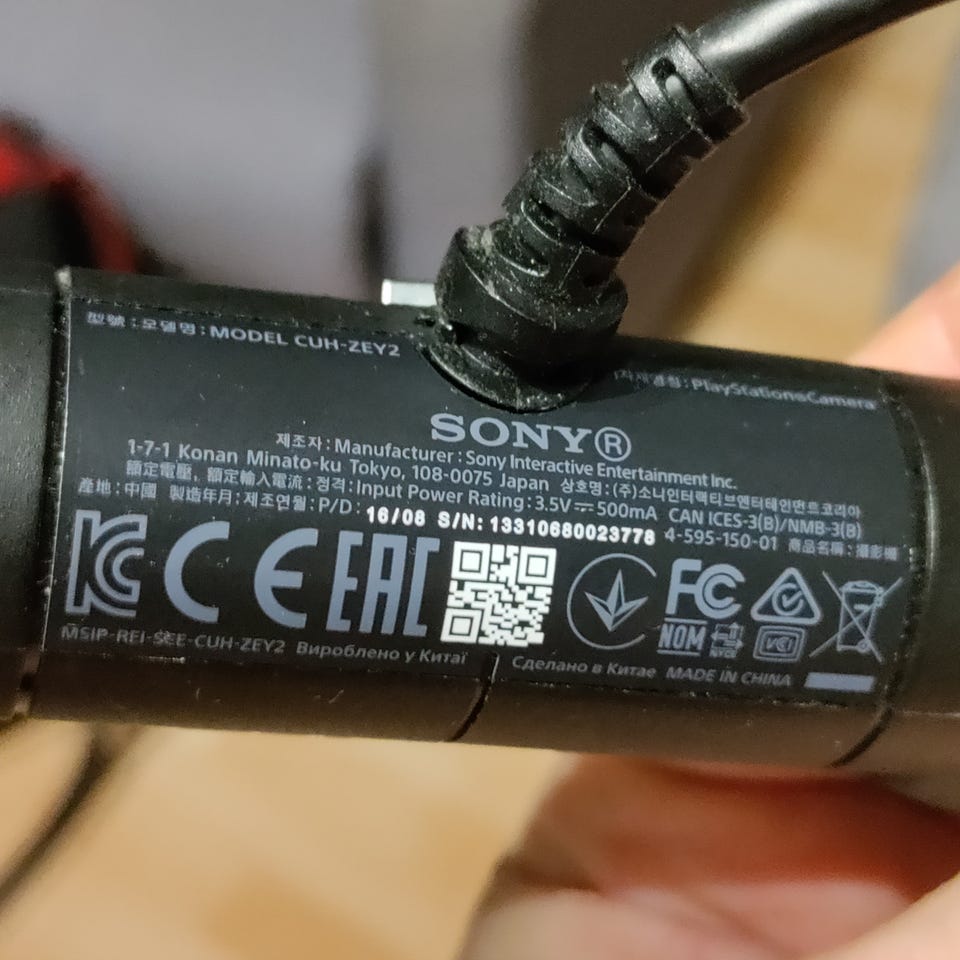 型號 : 모델명 : MODEL CUH-ZEY2
PlayStation®Camera
SONY®
제조자 : Manufacturer : Sony Interactive Entertainment Inc.
1-7-1 Konan Minato-ku Tokyo, 108-0075 Japan 상호명 : (주)소니인터랙티브엔터테인먼트코리아
額定電壓, 額定輸入電流 : 정격 : Input Power Rating : 3.5V ⎓ 500mA CAN ICES-3(B)/NMB-3(B)
產地 : 中國 製造年月 : 제조연월 : P/D : 16/08 S/N: 13310680023778 4-595-150-01 商品名稱 : 攝影機
KC CE EAC FC
NOM NYCE VCI
MSIP-REI-SEE-CUH-ZEY2 Вироблено у Китаї Сделано в Китае MADE IN CHINA